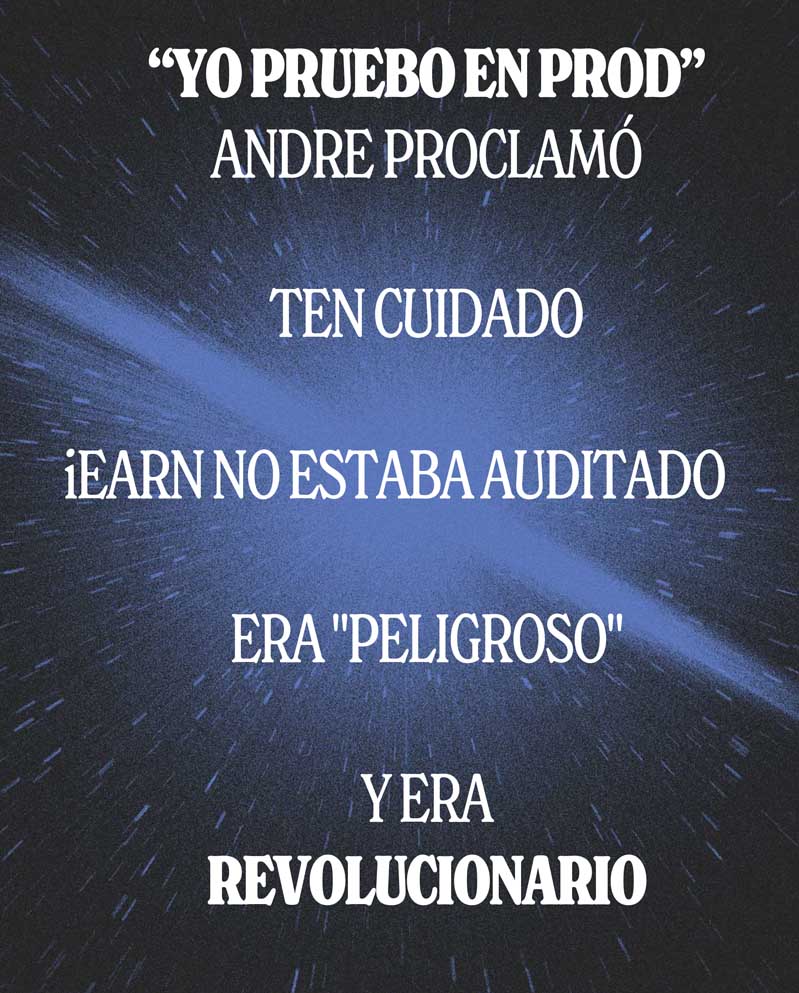 “YO PRUEBO EN PROD”
ANDRE PROCLAMÓ
TEN CUIDADO
iEARN NO ESTABA AUDITADO
ERA "PELIGROSO"
Y ERA
REVOLUCIONARIO